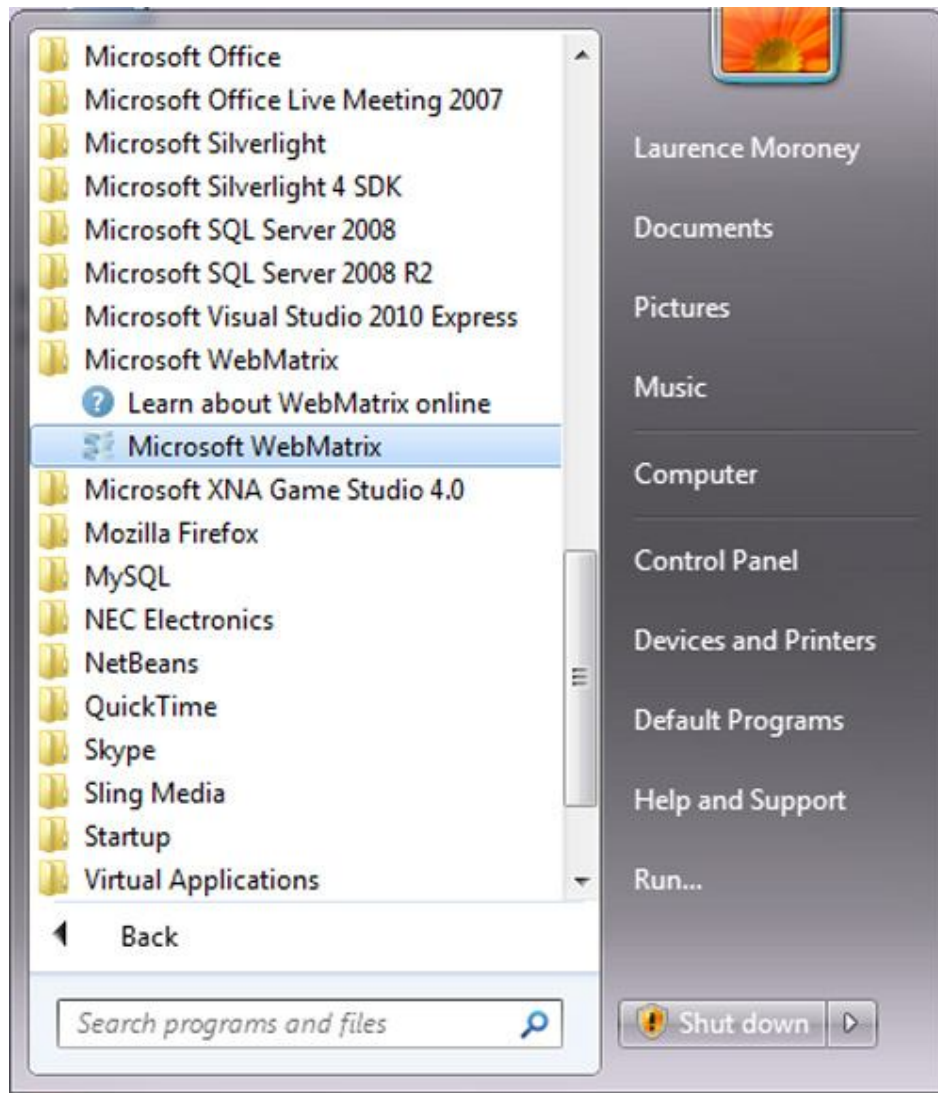 Microsoft Office
Microsoft Office Live Meeting 2007
Microsoft Silverlight
Microsoft Silverlight 4 SDK
Microsoft SQL Server 2008
Microsoft SQL Server 2008 R2
Microsoft Visual Studio 2010 Express
Microsoft WebMatrix
Learn about WebMatrix online
Microsoft WebMatrix
Microsoft XNA Game Studio 4.0
Mozilla Firefox
MySQL
NEC Electronics
NetBeans
QuickTime
Skype
Sling Media
Startup
Virtual Applications
Back
Search programs and files
Laurence Moroney
Documents
Pictures
Music
Computer
Control Panel
Devices and Printers
Default Programs
Help and Support
Run...
Shut down